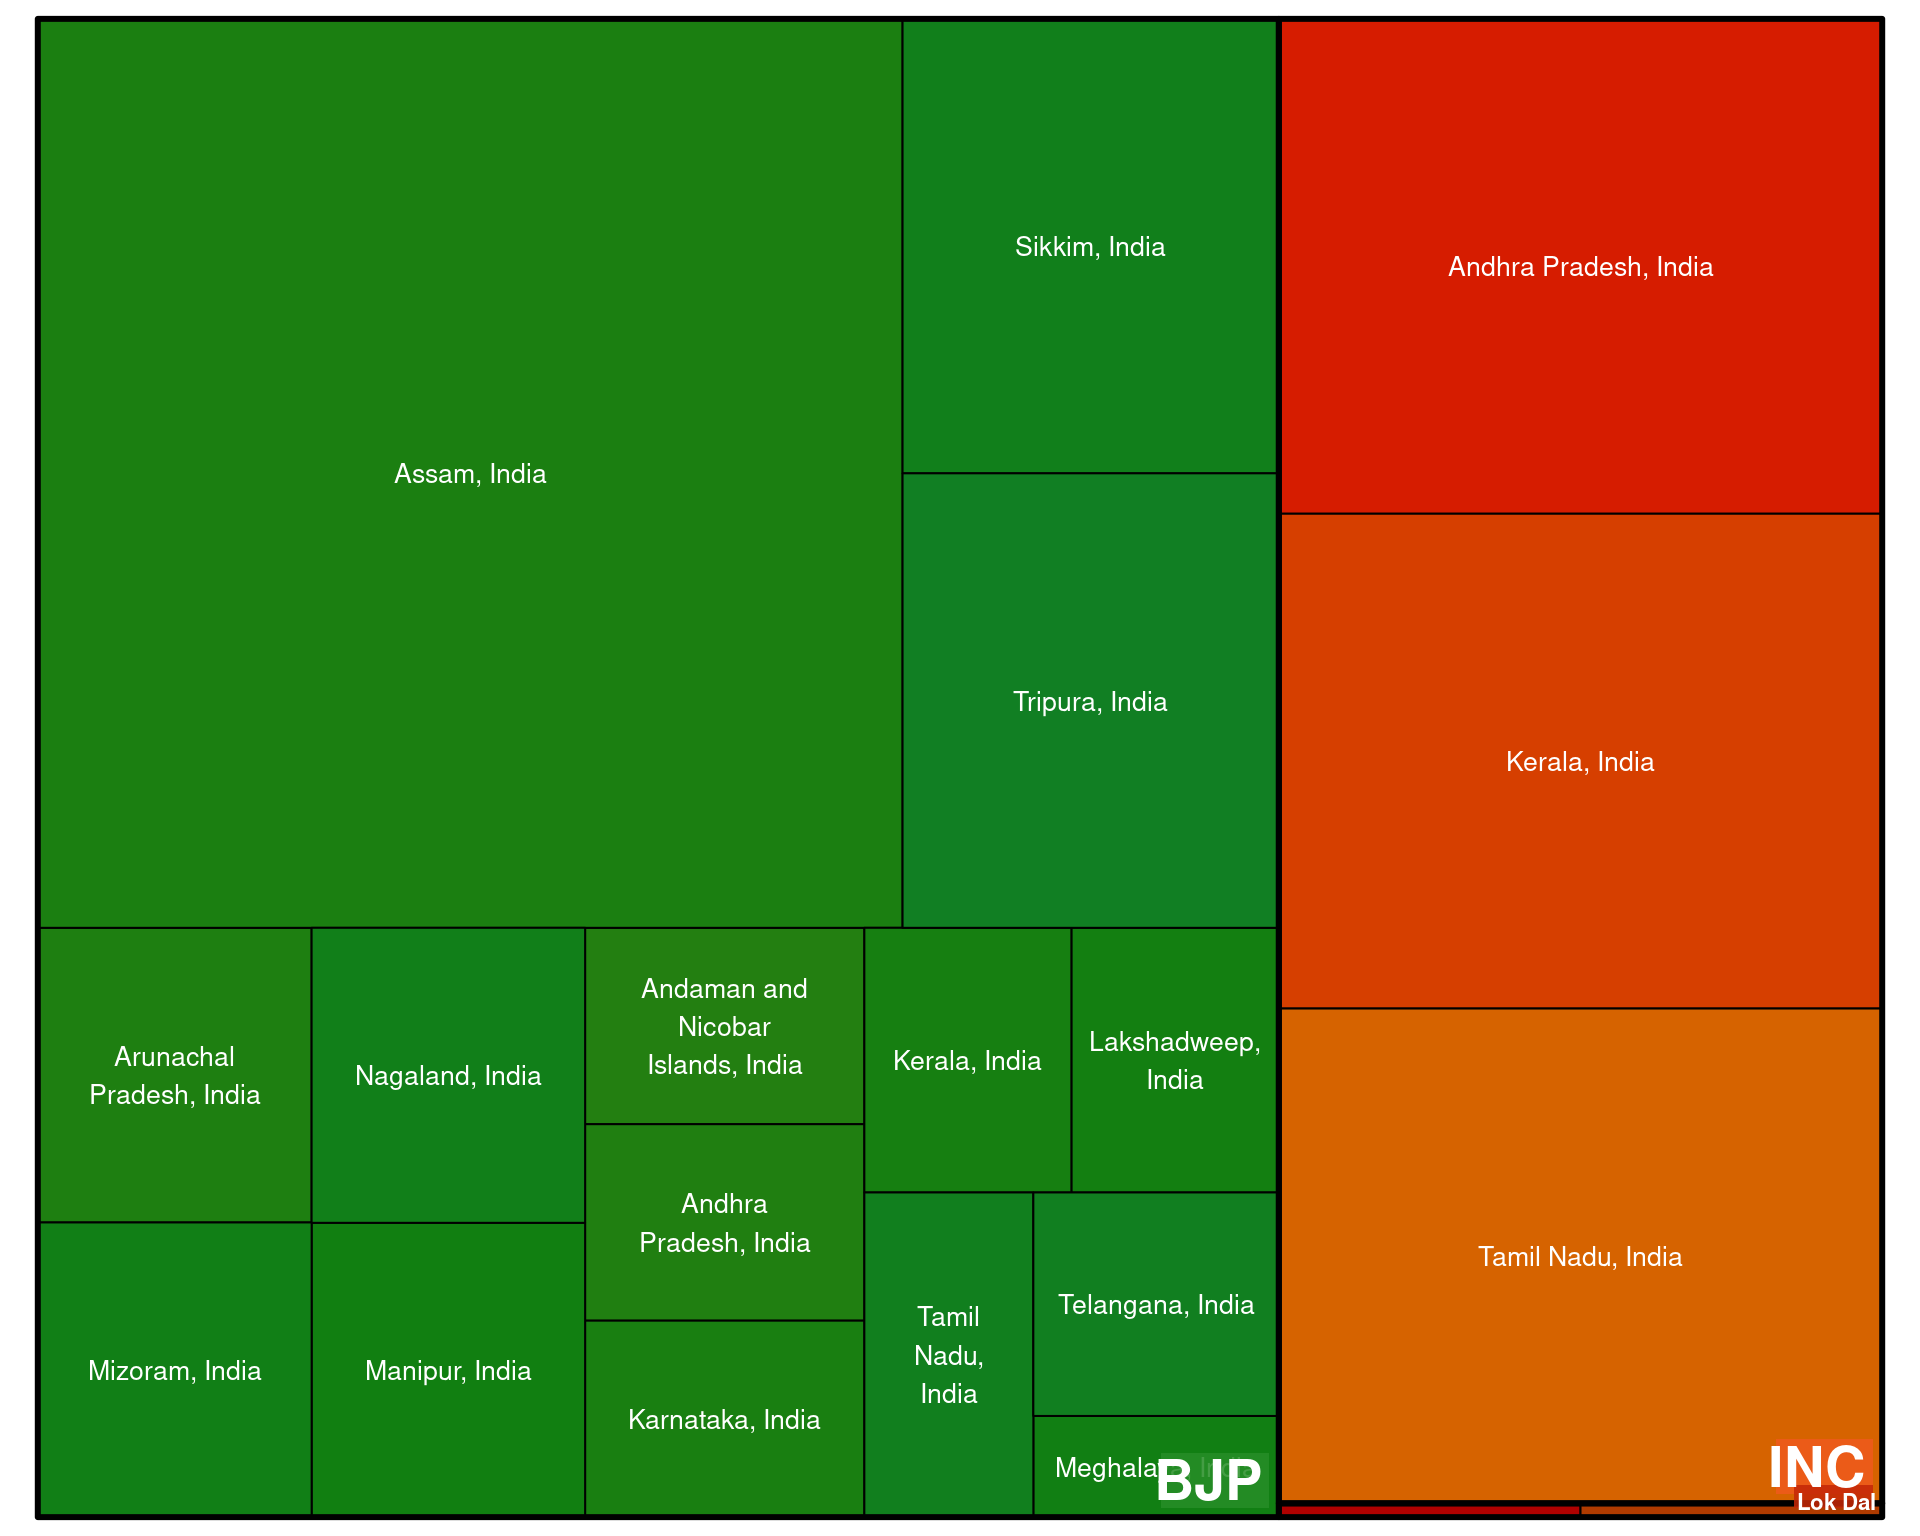 Assam, India
Sikkim, India
Tripura, India
Andhra Pradesh, India
Kerala, India
Tamil Nadu, India
Arunachal
Pradesh, India
Nagaland, India
Andaman and
Nicobar
Islands, India
Kerala, India
Lakshadweep,
India
Andhra
Pradesh, India
Mizoram, India
Manipur, India
Karnataka, India
Tamil
Nadu,
India
Telangana, India
Meghalaya, India
BJP
INC
Lok Dal